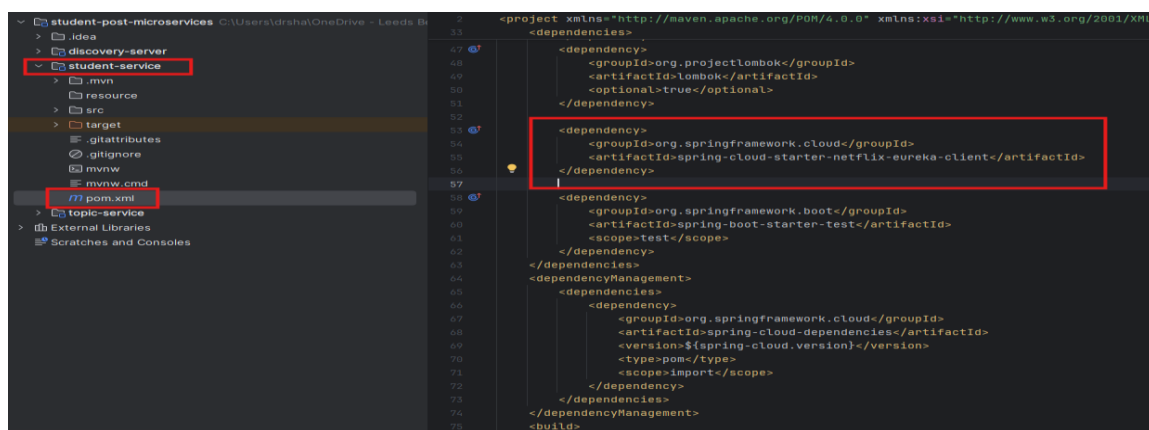 student-post-microservices C:\Users\drsha\OneDrive - Leeds B
.idea
discovery-server
student-service
.mvn
resource
src
target
.gitattributes
.gitignore
mvnw
mvnw.cmd
pom.xml
topic-service
External Libraries
Scratches and Consoles
2 <project xmlns="http://maven.apache.org/POM/4.0.0" xmlns:xsi="http://www.w3.org/2001/XML
33 <dependencies>
47 <dependency>
48 <groupId>org.projectlombok</groupId>
49 <artifactId>lombok</artifactId>
50 <optional>true</optional>
51 </dependency>
52
53 <dependency>
54 <groupId>org.springframework.cloud</groupId>
55 <artifactId>spring-cloud-starter-netflix-eureka-client</artifactId>
56 </dependency>
57
58 <dependency>
59 <groupId>org.springframework.boot</groupId>
60 <artifactId>spring-boot-starter-test</artifactId>
61 <scope>test</scope>
62 </dependency>
63 </dependencies>
64 <dependencyManagement>
65 <dependencies>
66 <dependency>
67 <groupId>org.springframework.cloud</groupId>
68 <artifactId>spring-cloud-dependencies</artifactId>
69 <version>${spring-cloud.version}</version>
70 <type>pom</type>
71 <scope>import</scope>
72 </dependency>
73 </dependencies>
74 </dependencyManagement>
75 <build>